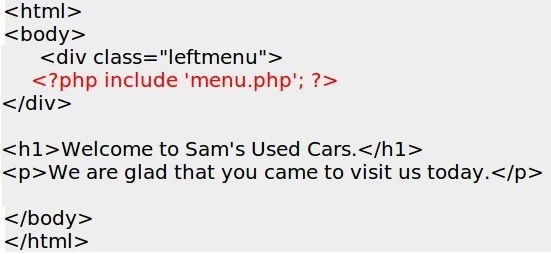 <html>
<body>
<div class="leftmenu">
<?php include 'menu.php'; ?>
</div>
<h1>Welcome to Sam's Used Cars.</h1>
<p>We are glad that you came to visit us today.</p>
</body>
</html>